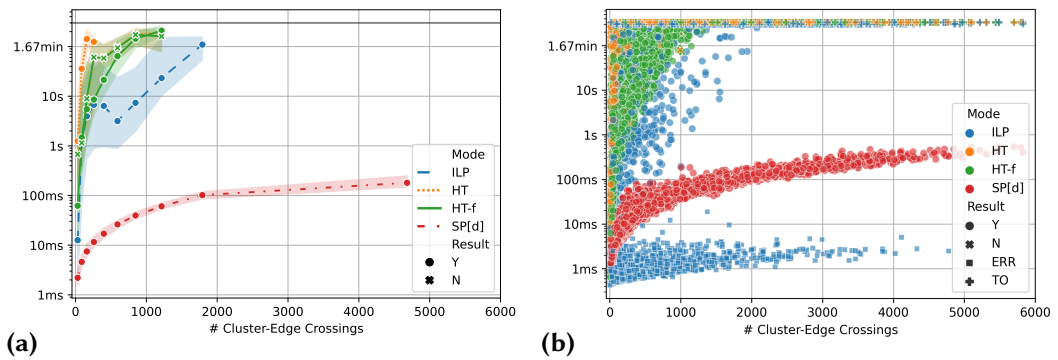 1.67min
10s
1s
100ms
10ms
1ms
0
1000
2000
3000
4000
5000
6000
# Cluster-Edge Crossings
Mode
ILP
HT
HT-f
SP[d]
Result
Y
N
(a)
1.67min
10s
1s
100ms
10ms
1ms
0
1000
2000
3000
4000
5000
6000
# Cluster-Edge Crossings
Mode
ILP
HT
HT-f
SP[d]
Result
Y
N
ERR
TO
(b)